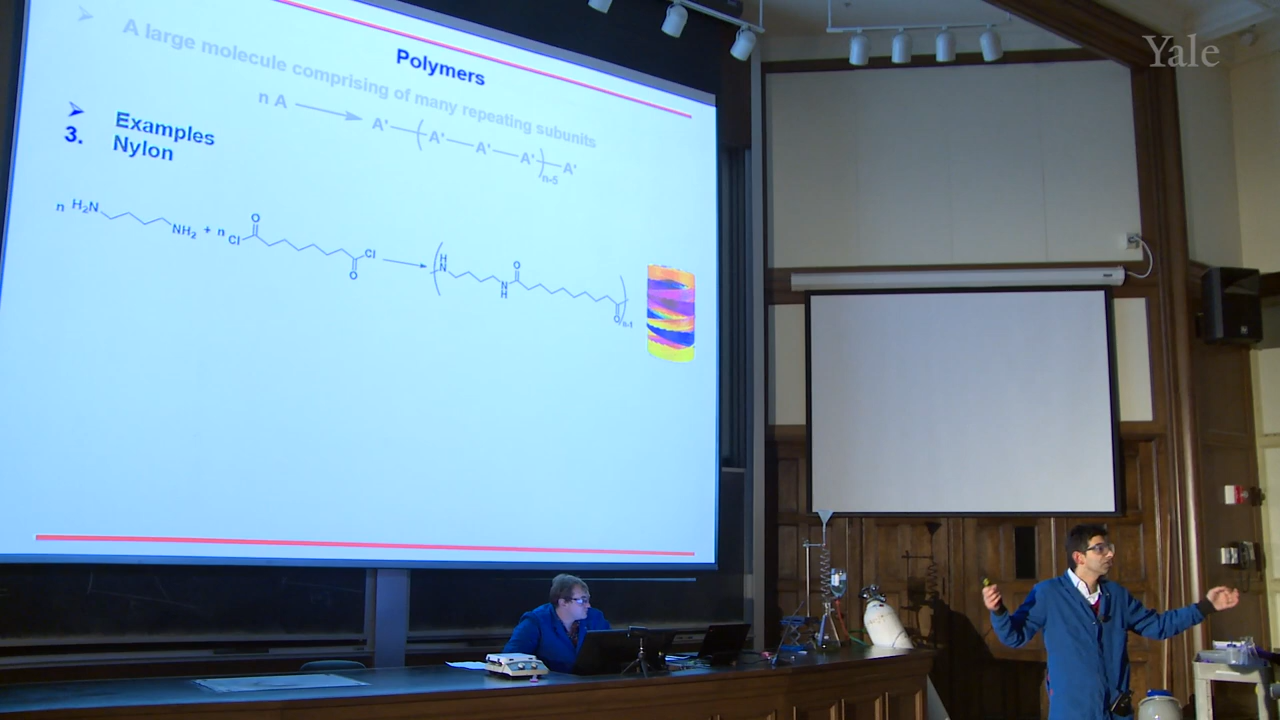 Yale
Polymers
A large molecule comprising of many repeating subunits
n A A' ( A' A' A' ) n-5 A'
Examples
3. Nylon
n H₂N NH₂ + n Cl O O Cl ( H N N H O O ) n-1